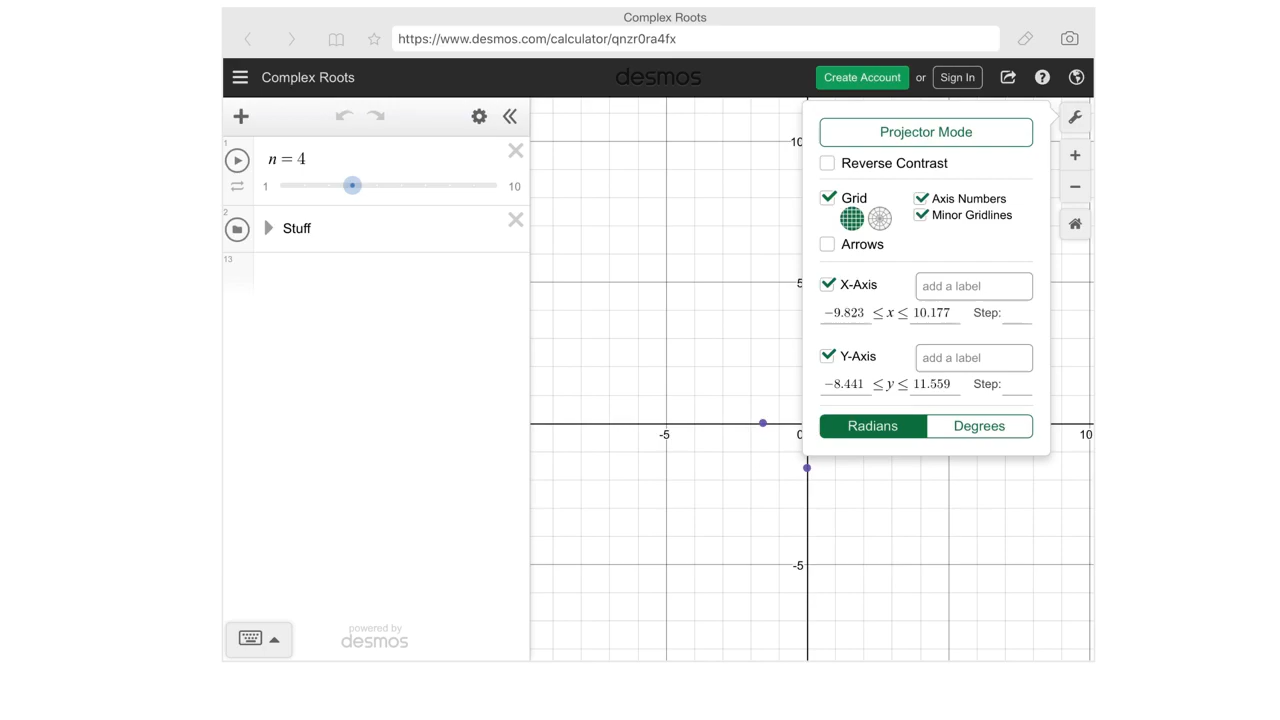 Complex Roots
https://www.desmos.com/calculator/qnzr0ra4fx
Complex Roots
desmos
Create Account or Sign In
1
n = 4
1 10
2
Stuff
13
powered by
desmos
10
5
-5
-5
0
10
Projector Mode
Reverse Contrast
Grid
Axis Numbers
Minor Gridlines
Arrows
X-Axis add a label
−9.823 ≤ x ≤ 10.177 Step:
Y-Axis add a label
−8.441 ≤ y ≤ 11.559 Step:
Radians Degrees